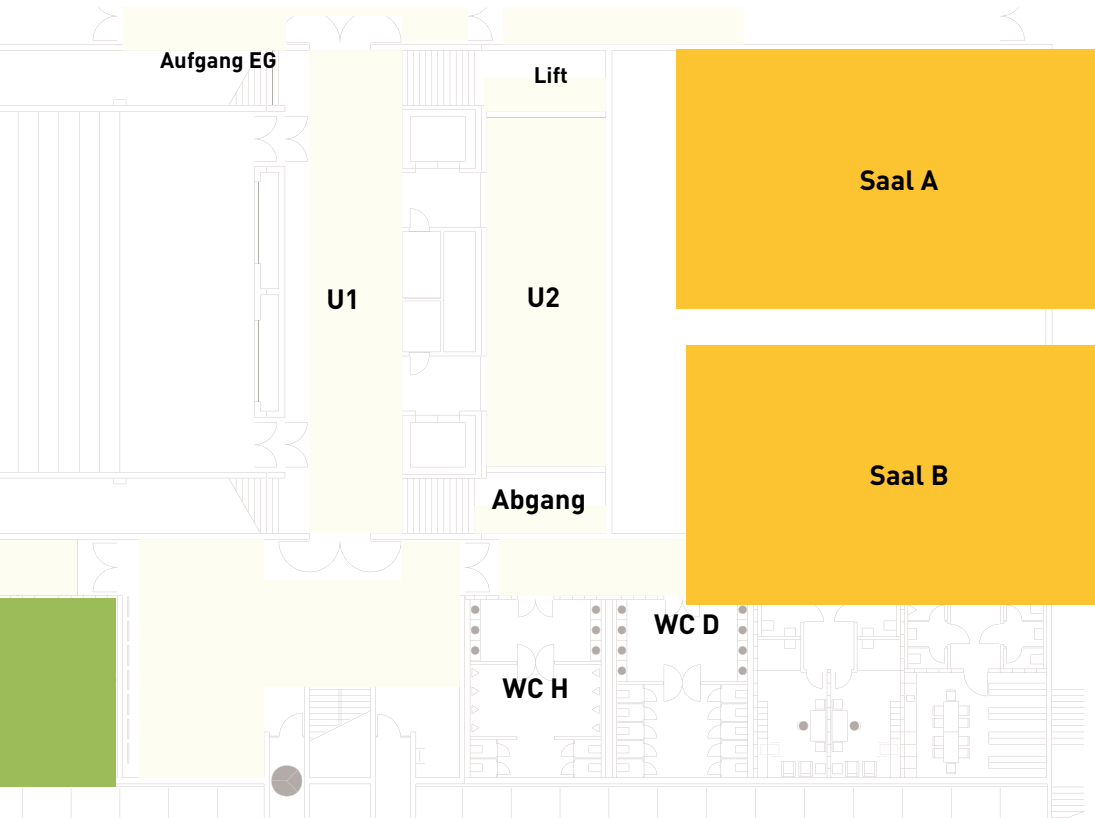 Aufgang EG
Lift
Saal A
U1
U2
Saal B
Abgang
WC D
WC H